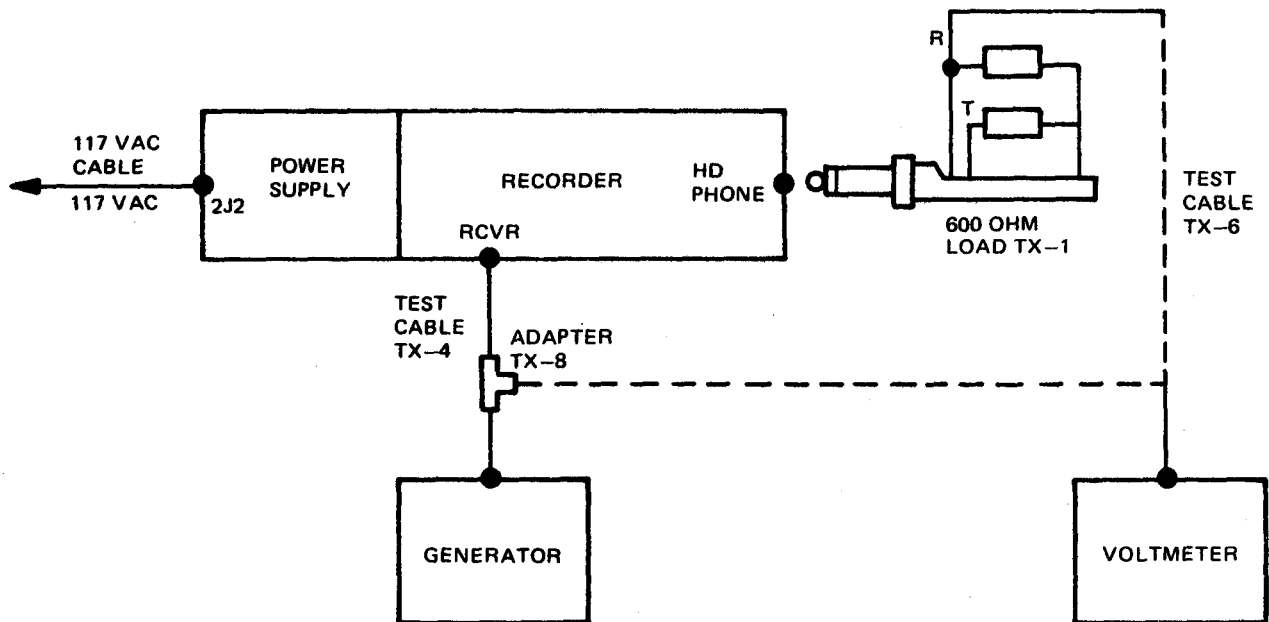 R
T
117 VAC
CABLE
117 VAC
2J2
POWER
SUPPLY
RECORDER
HD
PHONE
RCVR
600 OHM
LOAD TX–1
TEST
CABLE
TX–6
TEST
CABLE
TX–4
ADAPTER
TX–8
GENERATOR
VOLTMETER